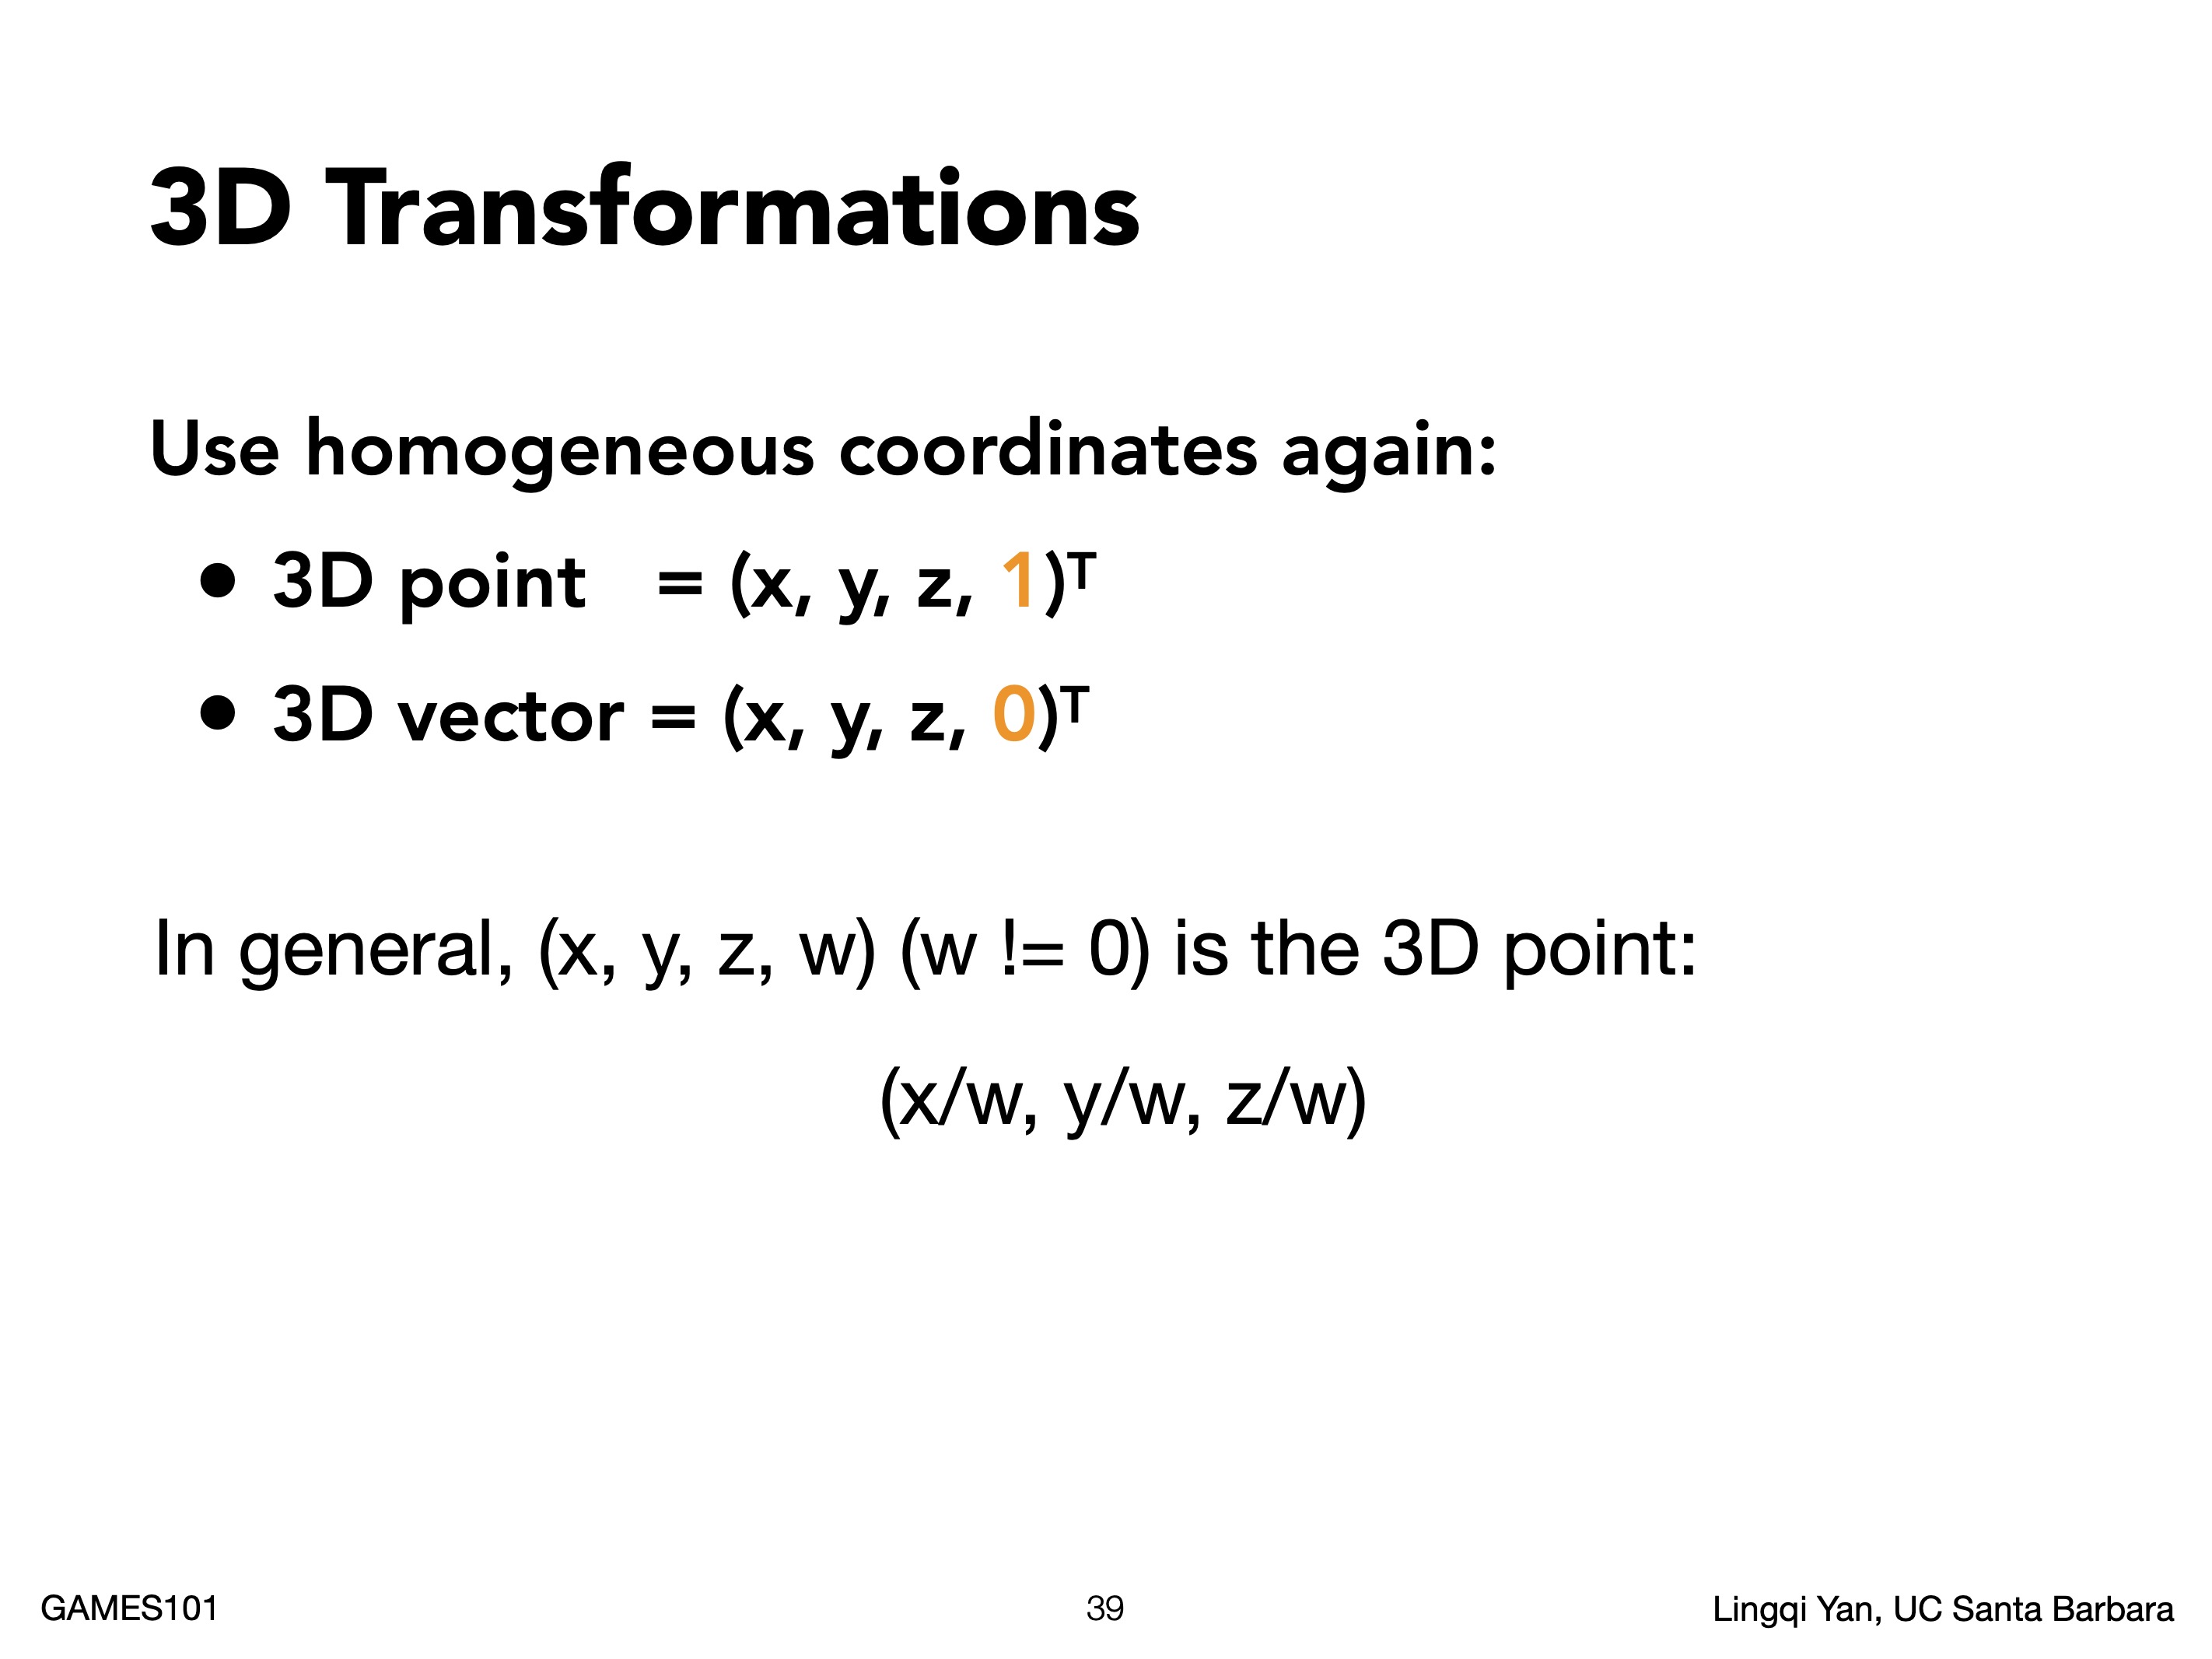 3D Transformations
Use homogeneous coordinates again:
• 3D point = (x, y, z, 1)ᵀ
• 3D vector = (x, y, z, 0)ᵀ
In general, (x, y, z, w) (w != 0) is the 3D point:
(x/w, y/w, z/w)
GAMES101
39
Lingqi Yan, UC Santa Barbara